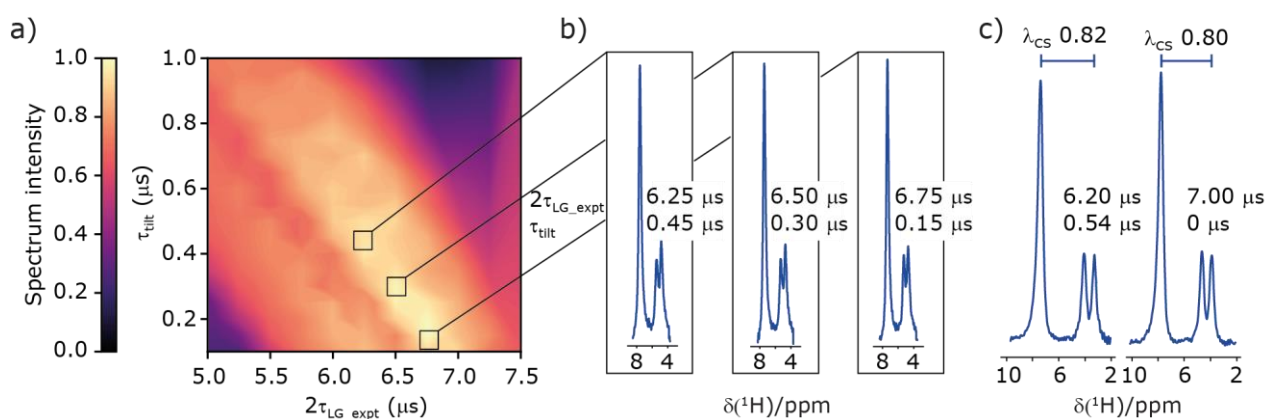 a)
Spectrum intensity
1.0
0.8
0.6
0.4
0.2
0.0
τtilt (μs)
1.0
0.8
0.6
0.4
0.2
5.0 5.5 6.0 6.5 7.0 7.5
2τLG_expt (μs)
b)
2τLG_expt
τtilt
6.25 μs
0.45 μs
8 4
6.50 μs
0.30 μs
8 4
6.75 μs
0.15 μs
8 4
δ(¹H)/ppm
c)
λCS 0.82
6.20 μs
0.54 μs
10 6 2
λCS 0.80
7.00 μs
0 μs
10 6 2
δ(¹H)/ppm